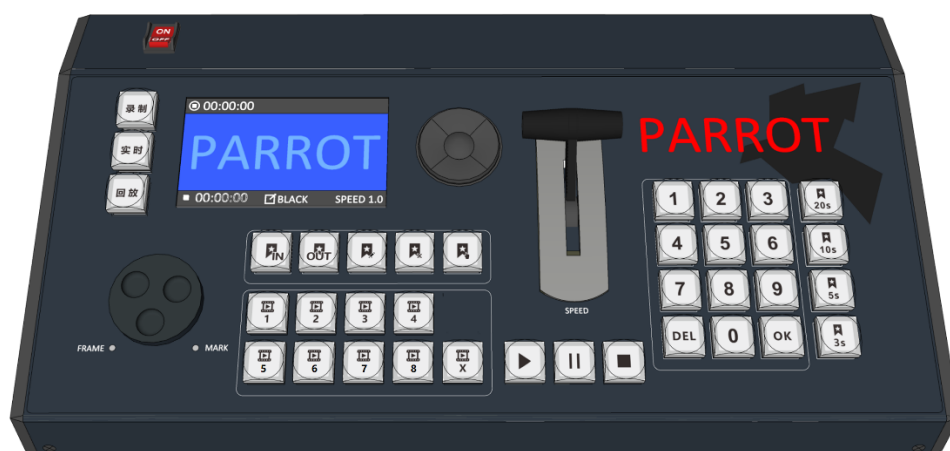 ON
OFF
录制
实时
回放
00:00:00
PARROT
00:00:00
BLACK
SPEED 1.0
PARROT
SPEED
IN
OUT
1
2
3
4
5
6
7
8
X
FRAME
MARK
1
2
3
20s
4
5
6
10s
7
8
9
5s
DEL
0
OK
3s